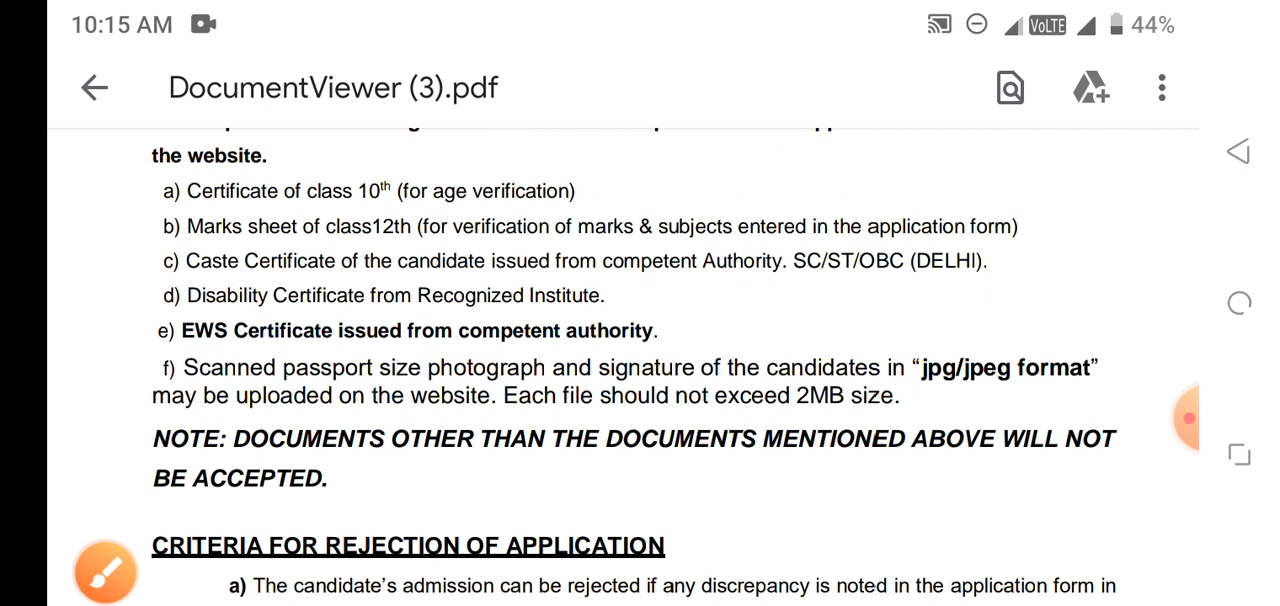 10:15 AM VoLTE 44%
DocumentViewer (3).pdf
the website.
a) Certificate of class 10th (for age verification)
b) Marks sheet of class12th (for verification of marks & subjects entered in the application form)
c) Caste Certificate of the candidate issued from competent Authority. SC/ST/OBC (DELHI).
d) Disability Certificate from Recognized Institute.
e) EWS Certificate issued from competent authority.
f) Scanned passport size photograph and signature of the candidates in “jpg/jpeg format”
may be uploaded on the website. Each file should not exceed 2MB size.
NOTE: DOCUMENTS OTHER THAN THE DOCUMENTS MENTIONED ABOVE WILL NOT
BE ACCEPTED.
CRITERIA FOR REJECTION OF APPLICATION
a) The candidate’s admission can be rejected if any discrepancy is noted in the application form in